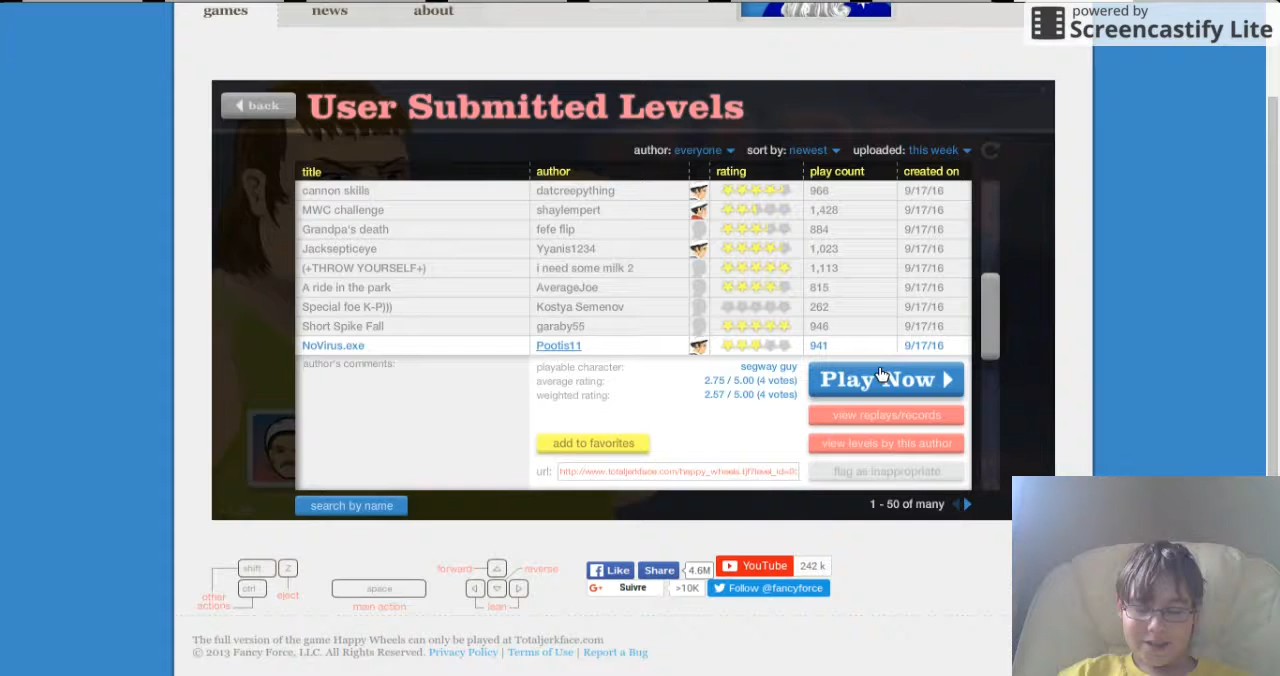 games news about
powered by
Screencastify Lite
back
User Submitted Levels
author: everyone sort by: newest uploaded: this week
title author rating play count created on
cannon skills datcreepything 966 9/17/16
MWC challenge shaylempert 1,428 9/17/16
Grandpa's death fefe flip 884 9/17/16
Jacksepticeye Yyanis1234 1,023 9/17/16
(+THROW YOURSELF+) i need some milk 2 1,113 9/17/16
A ride in the park AverageJoe 815 9/17/16
Special foe K-P))) Kostya Semenov 262 9/17/16
Short Spike Fall garaby55 946 9/17/16
NoVirus.exe Pootis11 941 9/17/16
author's comments:
playable character: segway guy
average rating: 2.75 / 5.00 (4 votes)
weighted rating: 2.57 / 5.00 (4 votes)
Play Now
view replays/records
add to favorites
view levels by this author
url: http://www.totaljerkface.com/happy_wheels.tjf?level_id=
flag as inappropriate
search by name
1 - 50 of many
shift Z
ctrl
other actions
eject
space
main action
forward
reverse
lean
Like Share 4.6M YouTube 242 k
G+ Suivre >10K Follow @fancyforce
The full version of the game Happy Wheels can only be played at Totaljerkface.com
© 2013 Fancy Force, LLC. All Rights Reserved. Privacy Policy | Terms of Use | Report a Bug